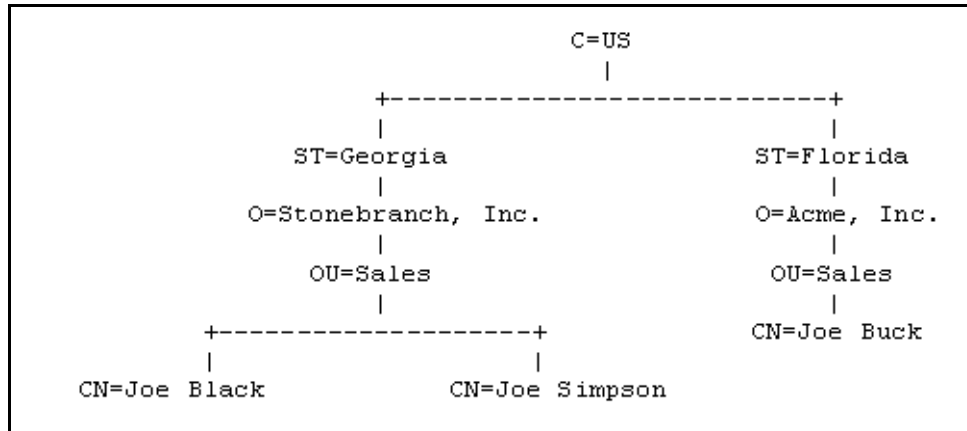 C=US
|
+----------------------------+
| |
ST=Georgia ST=Florida
| |
O=Stonebranch, Inc. O=Acme, Inc.
| |
OU=Sales OU=Sales
| |
+--------------------+ CN=Joe Buck
| |
CN=Joe Black CN=Joe Simpson